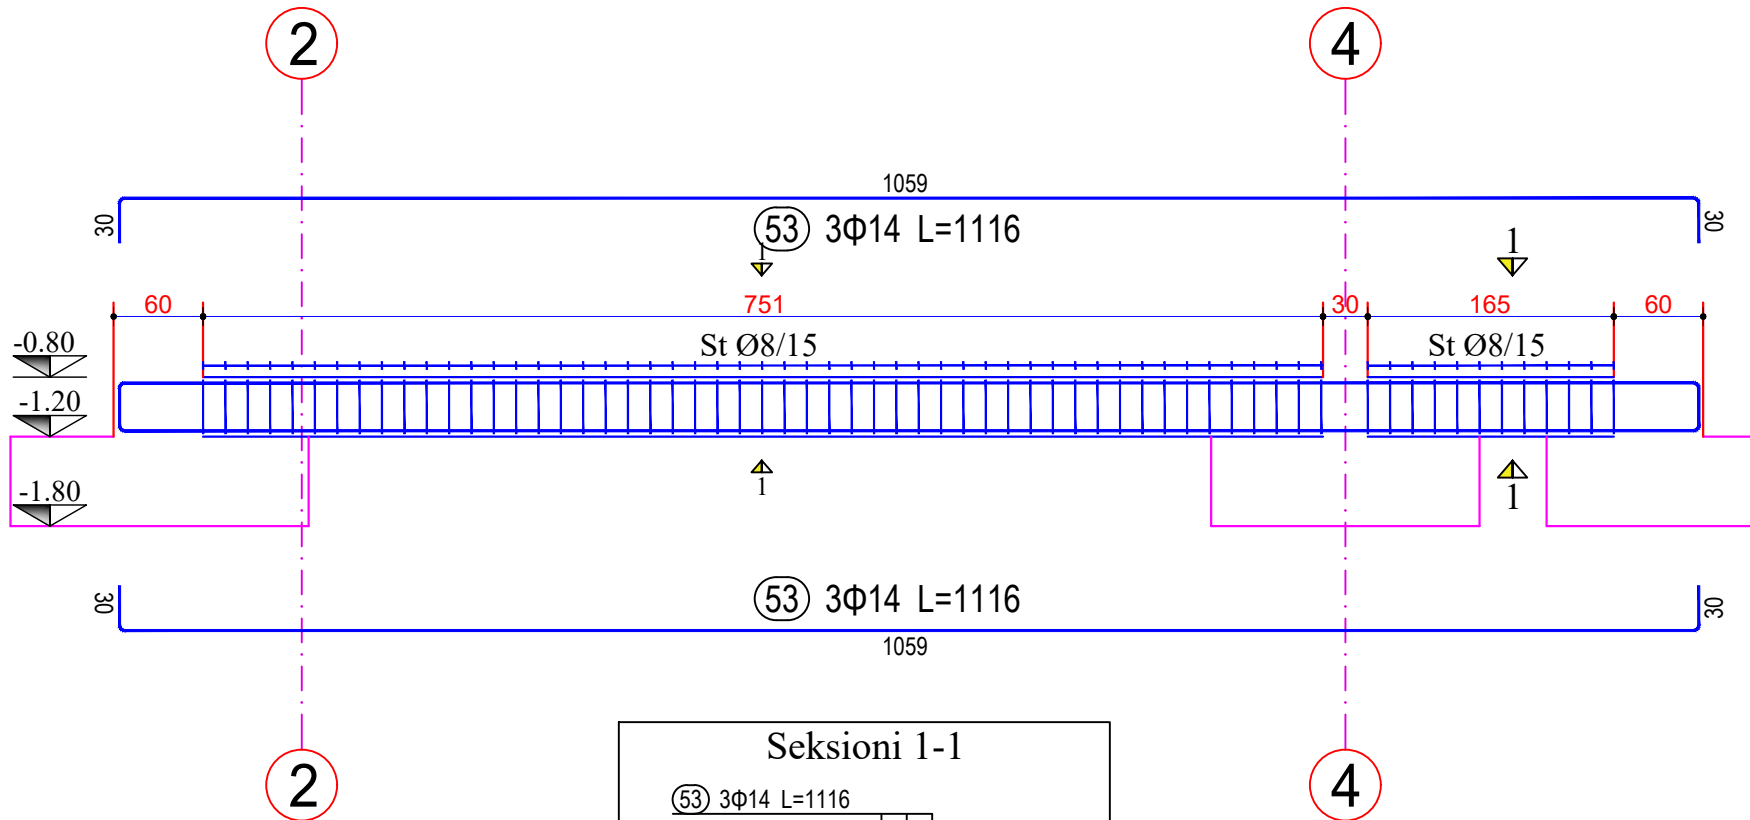 2 4
1059
30 30
53 3Φ14 L=1116
1 1
60 751 30 165 60
-0.80 St Ø8/15 St Ø8/15
-1.20
-1.80 1 1
30 53 3Φ14 L=1116 30
1059
Seksioni 1-1
2 4
53 3Φ14 L=1116